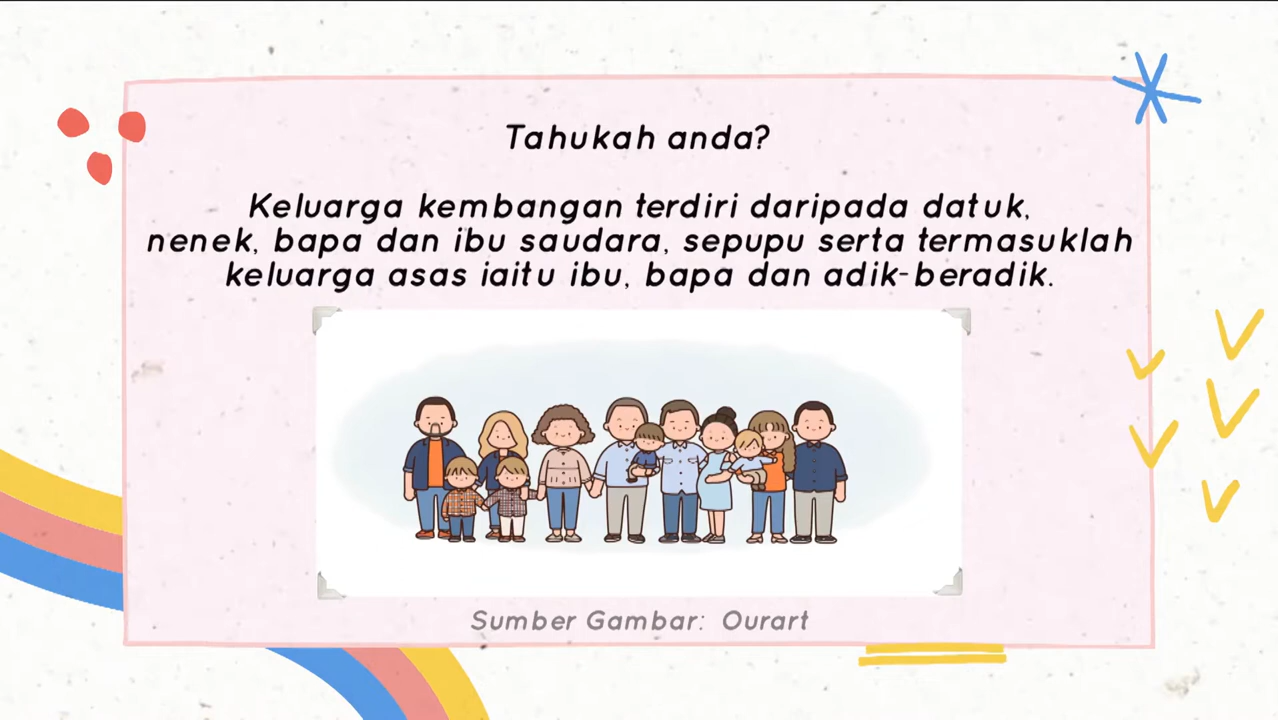 Tahukah anda?
Keluarga kembangan terdiri daripada datuk,
nenek, bapa dan ibu saudara, sepupu serta termasuklah
keluarga asas iaitu ibu, bapa dan adik-beradik.
Sumber Gambar: Ourart